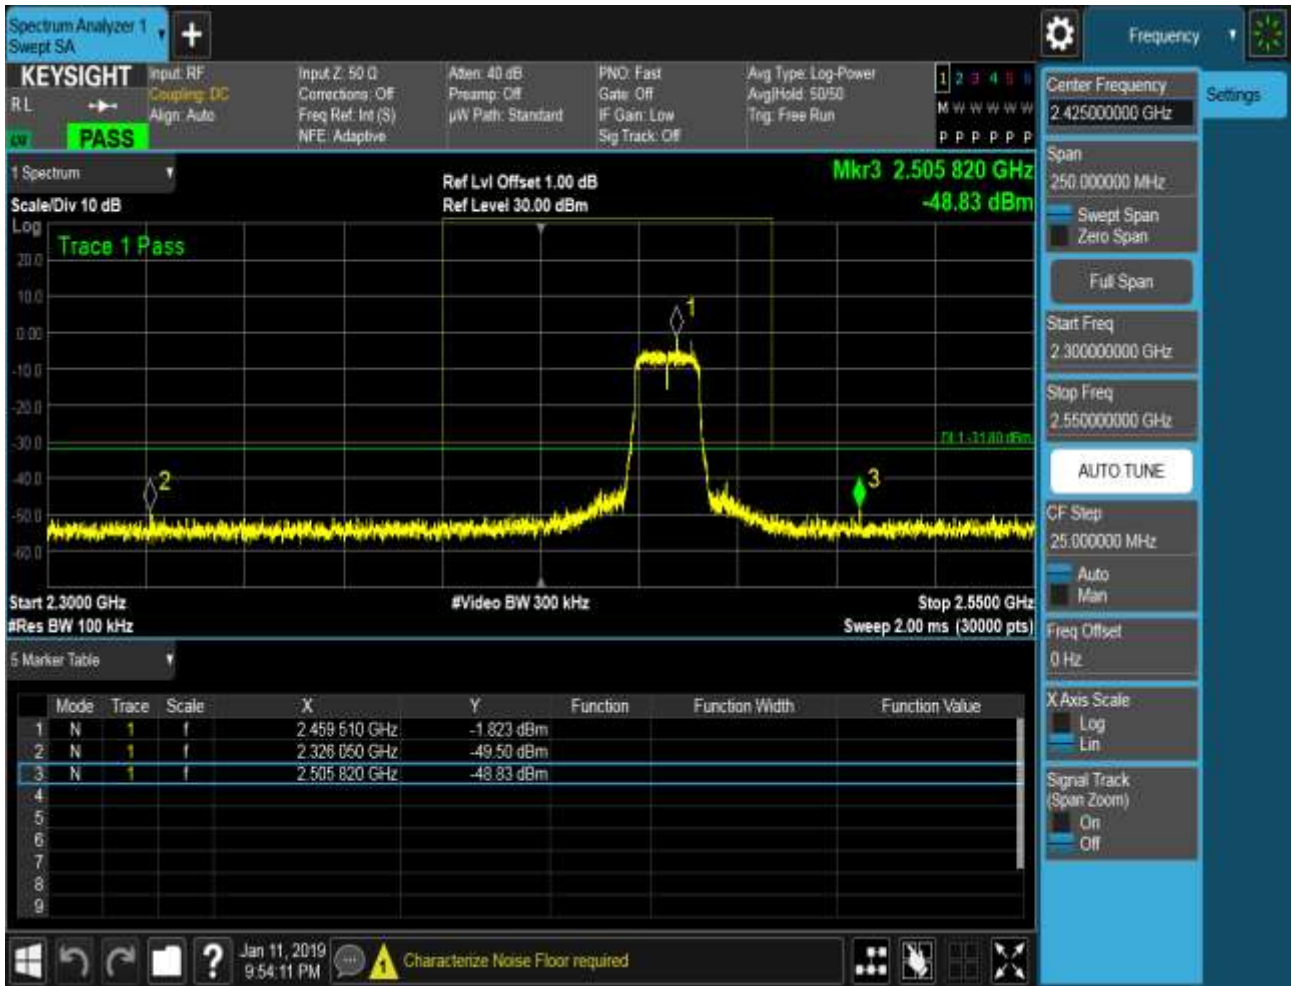 Spectrum Analyzer 1
Swept SA
+
Frequency
KEYSIGHT
R L
PASS
Input: RF
Coupling: DC
Align: Auto
Input Z: 50 Ω
Corrections: Off
Freq Ref: Int (S)
NFE: Adaptive
Atten: 40 dB
Preamp: Off
µW Path: Standard
PNO: Fast
Gate: Off
IF Gain: Low
Sig Track: Off
Avg Type: Log-Power
Avg|Hold: 50/50
Trig: Free Run
1 2 3 4 5 6
M W W W W W
P P P P P P
1 Spectrum
Scale/Div 10 dB
Ref Lvl Offset 1.00 dB
Ref Level 30.00 dBm
Mkr3 2.505 820 GHz
-48.83 dBm
Log
Trace 1 Pass
20.0
10.0
0.00
-10.0
-20.0
-30.0
-40.0
-50.0
-60.0
1
2
3
DL1 -31.80 dBm
Start 2.3000 GHz
#Res BW 100 kHz
#Video BW 300 kHz
Stop 2.5500 GHz
Sweep 2.00 ms (30000 pts)
5 Marker Table
Mode Trace Scale X Y Function Function Width Function Value
1 N 1 f 2.459 510 GHz -1.823 dBm
2 N 1 f 2.326 050 GHz -49.50 dBm
3 N 1 f 2.505 820 GHz -48.83 dBm
4
5
6
7
8
9
Center Frequency
2.425000000 GHz
Settings
Span
250.000000 MHz
Swept Span
Zero Span
Full Span
Start Freq
2.300000000 GHz
Stop Freq
2.550000000 GHz
AUTO TUNE
CF Step
25.000000 MHz
Auto
Man
Freq Offset
0 Hz
X Axis Scale
Log
Lin
Signal Track
(Span Zoom)
On
Off
?
Jan 11, 2019
9:54:11 PM
1
Characterize Noise Floor required